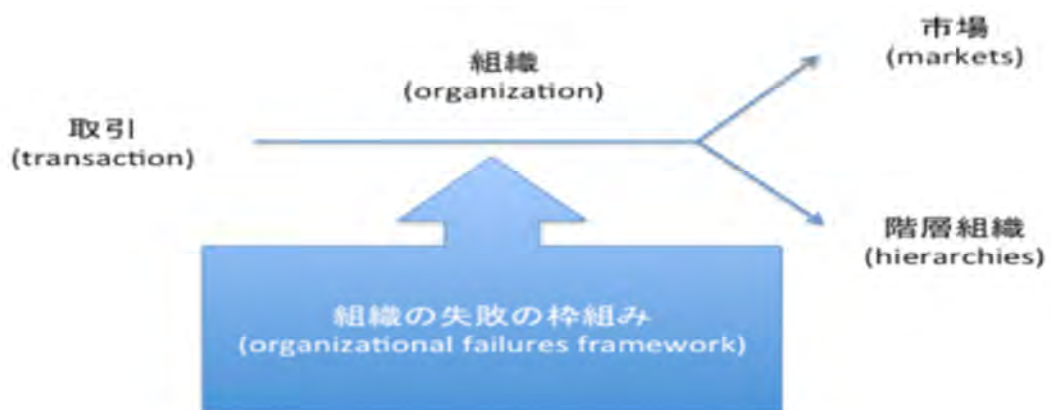 市場
(markets)
組織
(organization)
取引
(transaction)
階層組織
(hierarchies)
組織の失敗の枠組み
(organizational failures framework)